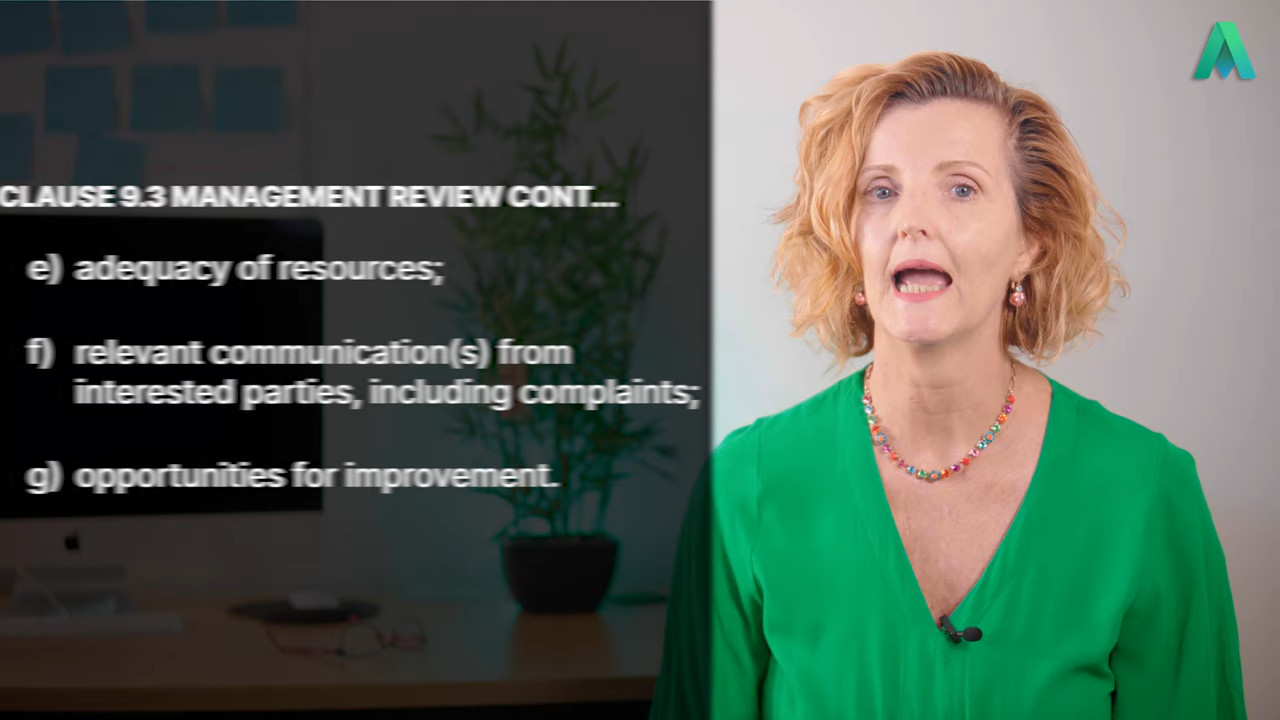 CLAUSE 9.3 MANAGEMENT REVIEW CONT...
e) adequacy of resources;
f) relevant communication(s) from
interested parties, including complaints;
g) opportunities for improvement.